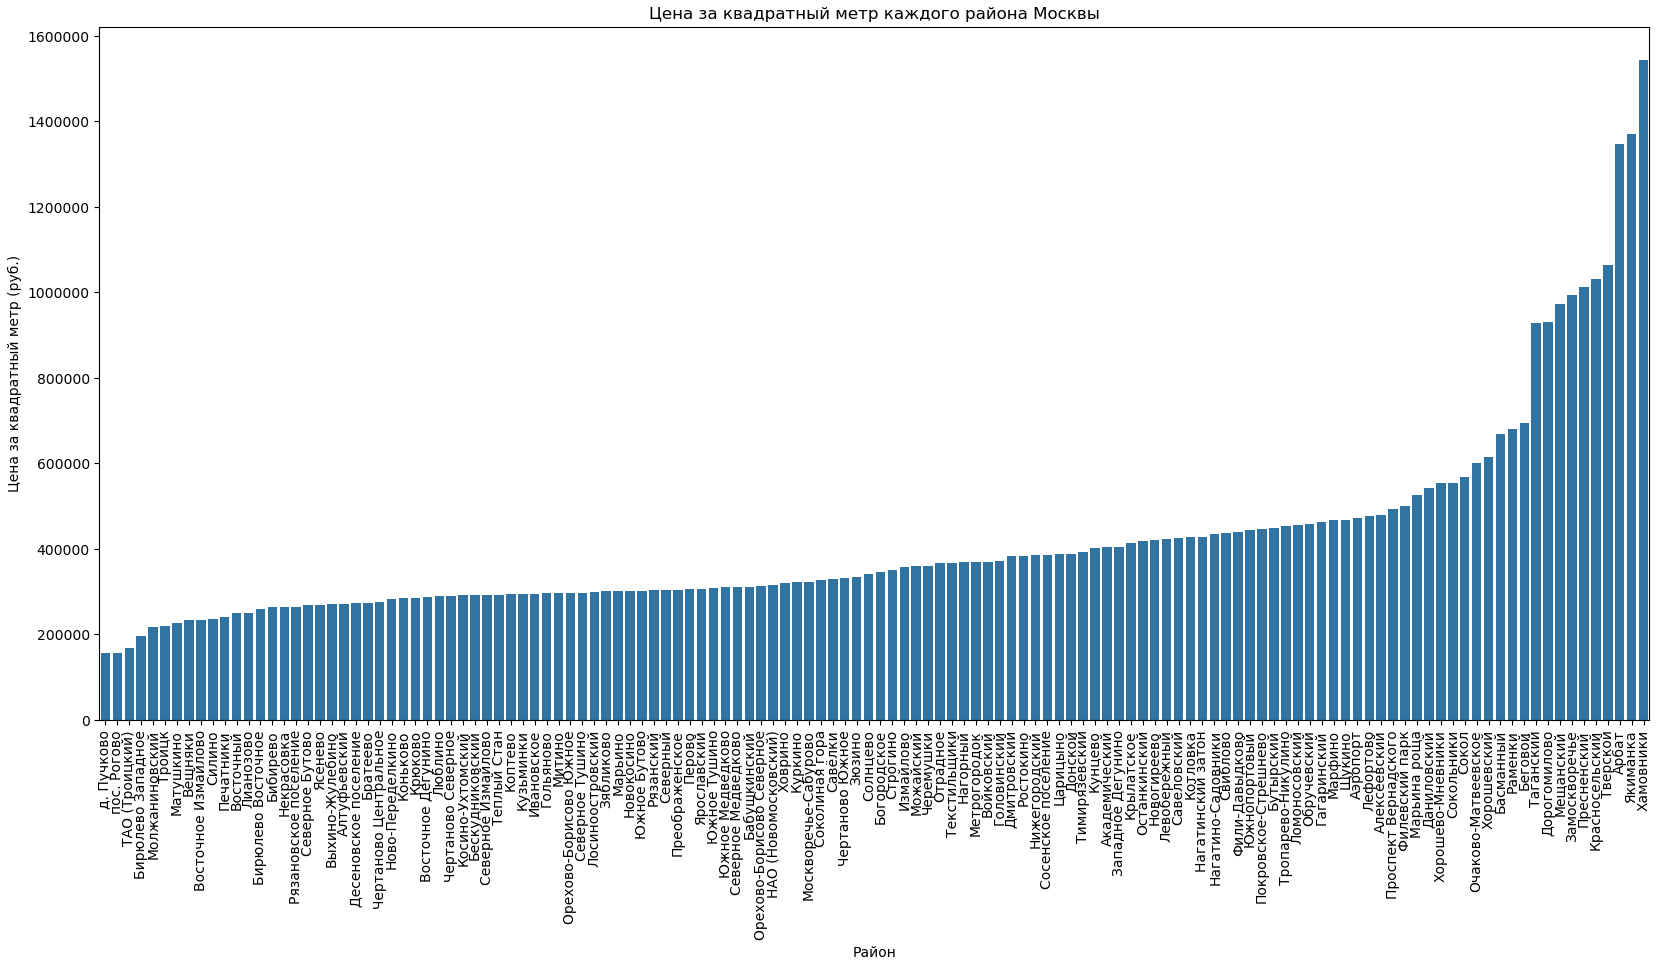 Цена за квадратный метр каждого района Москвы
Цена за квадратный метр (руб.)
1600000
1400000
1200000
1000000
800000
600000
400000
200000
0
д. Пучково
пос. Рогово
ТАО (Троицкий)
Бирюлево Западное
Молжаниновский
Троицк
Матушкино
Вешняки
Восточное Измайлово
Силино
Печатники
Восточный
Лианозово
Бирюлево Восточное
Бибирево
Некрасовка
Рязановское поселение
Северное Бутово
Ясенево
Выхино-Жулебино
Алтуфьевский
Десеновское поселение
Братеево
Чертаново Центральное
Ново-Переделкино
Коньково
Крюково
Восточное Дегунино
Люблино
Чертаново Северное
Косино-Ухтомский
Бескудниковский
Северное Измайлово
Теплый Стан
Коптево
Кузьминки
Ивановское
Гольяново
Митино
Орехово-Борисово Южное
Северное Тушино
Лосиноостровский
Зябликово
Марьино
Новокосино
Южное Бутово
Рязанский
Северный
Преображенское
Перово
Ярославский
Южное Тушино
Южное Медведково
Северное Медведково
Бабушкинский
Орехово-Борисово Северное
НАО (Новомосковский)
Ховрино
Куркино
Москворечье-Сабурово
Соколиная гора
Савёлки
Чертаново Южное
Зюзино
Солнцево
Богородское
Строгино
Измайлово
Можайский
Черемушки
Отрадное
Текстильщики
Нагорный
Метрогородок
Войковский
Головинский
Дмитровский
Ростокино
Нижегородский
Сосенское поселение
Царицыно
Донской
Тимирязевский
Кунцево
Академический
Западное Дегунино
Крылатское
Останкинский
Новогиреево
Левобережный
Савеловский
Котловка
Нагатинский затон
Нагатино-Садовники
Свиблово
Фили-Давыдково
Южнопортовый
Покровское-Стрешнево
Бутырский
Тропарево-Никулино
Ломоносовский
Обручевский
Гагаринский
Марфино
Щукино
Аэропорт
Лефортово
Алексеевский
Проспект Вернадского
Филевский парк
Марьина роща
Даниловский
Хорошево-Мневники
Сокольники
Сокол
Очаково-Матвеевское
Хорошевский
Басманный
Раменки
Беговой
Таганский
Дорогомилово
Мещанский
Замоскворечье
Пресненский
Красносельский
Тверской
Арбат
Якиманка
Хамовники
Район